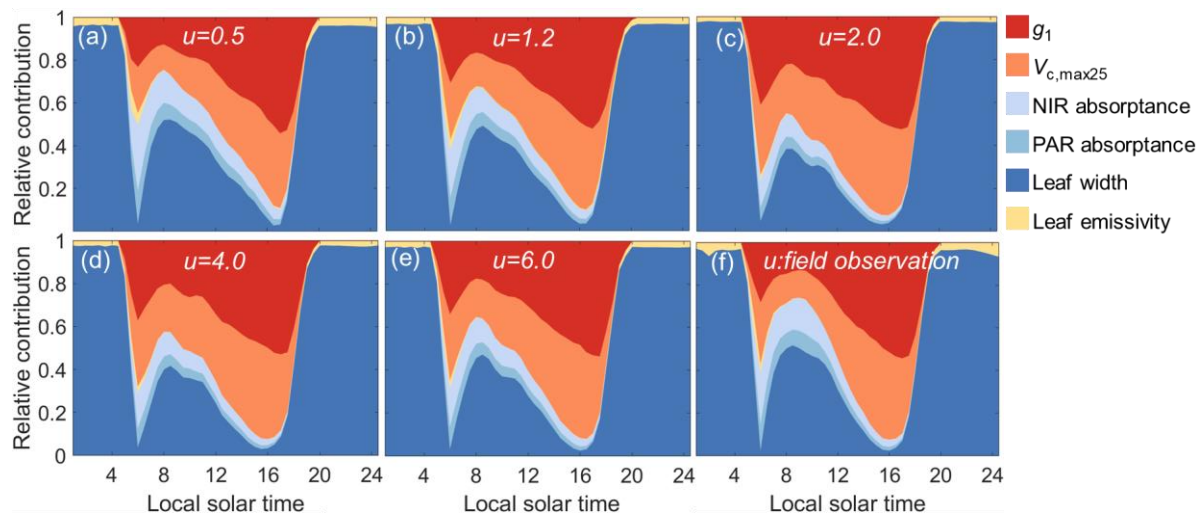 (a) u=0.5
(b) u=1.2
(c) u=2.0
g1
Vc,max25
NIR absorptance
PAR absorptance
Leaf width
Leaf emissivity
Relative contribution
1
0.8
0.6
0.4
0.2
(d) u=4.0
(e) u=6.0
(f) u:field observation
Relative contribution
1
0.8
0.6
0.4
0.2
0
4 8 12 16 20 24
4 8 12 16 20 24
4 8 12 16 20 24
Local solar time
Local solar time
Local solar time